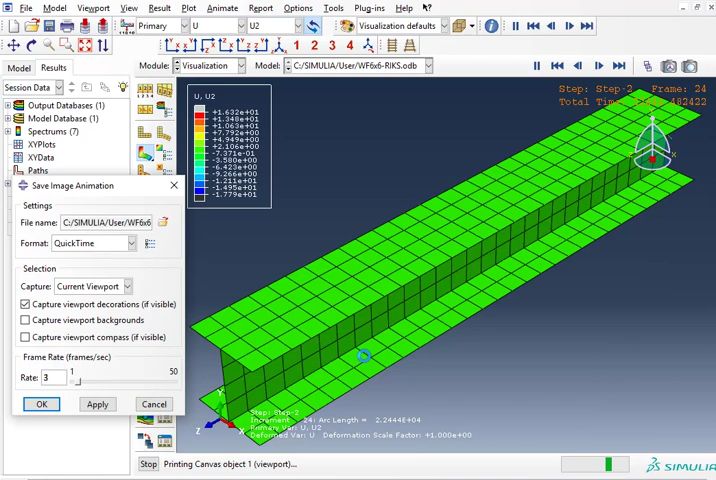 File Model Viewport View Result Plot Animate Report Options Tools Plug-ins Help
Primary U U2 Visualization defaults
1 2 3 4
Model Results
Module: Visualization Model: C:/SIMULIA/User/WF6x6-RIKS.odb
Session Data
Output Databases (1)
Model Database (1)
Spectrums (7)
XYPlots
XYData
Paths
U, U2
+1.632e+01
+1.348e+01
+1.063e+01
+7.792e+00
+4.949e+00
+2.106e+00
-7.371e-01
-3.580e+00
-6.423e+00
-9.266e+00
-1.211e+01
-1.495e+01
-1.779e+01
Step: Step-2 Frame: 24
Total Time:
482422
X
Save Image Animation
Settings
File name: C:/SIMULIA/User/WF6x6
Format: QuickTime
Selection
Capture: Current Viewport
Capture viewport decorations (if visible)
Capture viewport backgrounds
Capture viewport compass (if visible)
Frame Rate (frames/sec)
1 50
Rate: 3
OK Apply Cancel
Y
Z X
Step: Step-2
Increment 24: Arc Length = 2.2444E+04
Primary Var: U, U2
Deformed Var: U Deformation Scale Factor: +1.000e+00
Stop Printing Canvas object 1 (viewport)...
SIMULIA